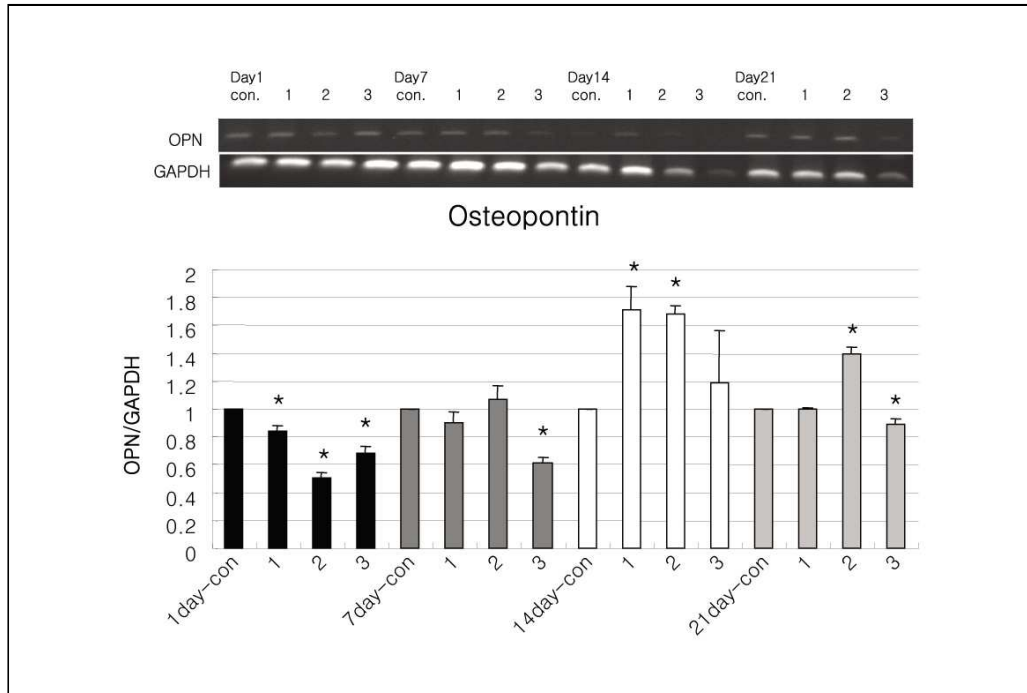 Day1 Day7 Day14 Day21
con. 1 2 3 con. 1 2 3 con. 1 2 3 con. 1 2 3
OPN
GAPDH
Osteopontin
OPN/GAPDH
2
1.8
1.6
1.4
1.2
1
0.8
0.6
0.4
0.2
0
* * * * * * * *
1day-con 1 2 3 7day-con 1 2 3 14day-con 1 2 3 21day-con 1 2 3